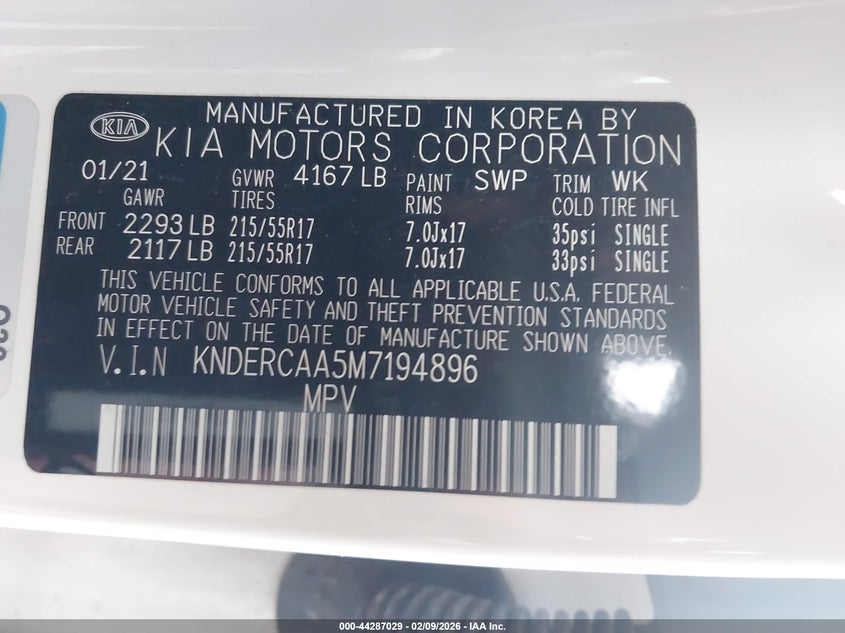 KIA
MANUFACTURED IN KOREA BY
KIA MOTORS CORPORATION
01/21 GVWR 4167 LB PAINT SWP TRIM WK
GAWR TIRES RIMS COLD TIRE INFL
FRONT 2293 LB 215/55R17 7.0Jx17 35psi SINGLE
REAR 2117 LB 215/55R17 7.0Jx17 33psi SINGLE
THIS VEHICLE CONFORMS TO ALL APPLICABLE U.S.A. FEDERAL
MOTOR VEHICLE SAFETY AND THEFT PREVENTION STANDARDS
IN EFFECT ON THE DATE OF MANUFACTURE SHOWN ABOVE.
V.I.N KNDERCAA5M7194896
MPV
000-44287029 - 02/09/2026 - IAA, Inc.